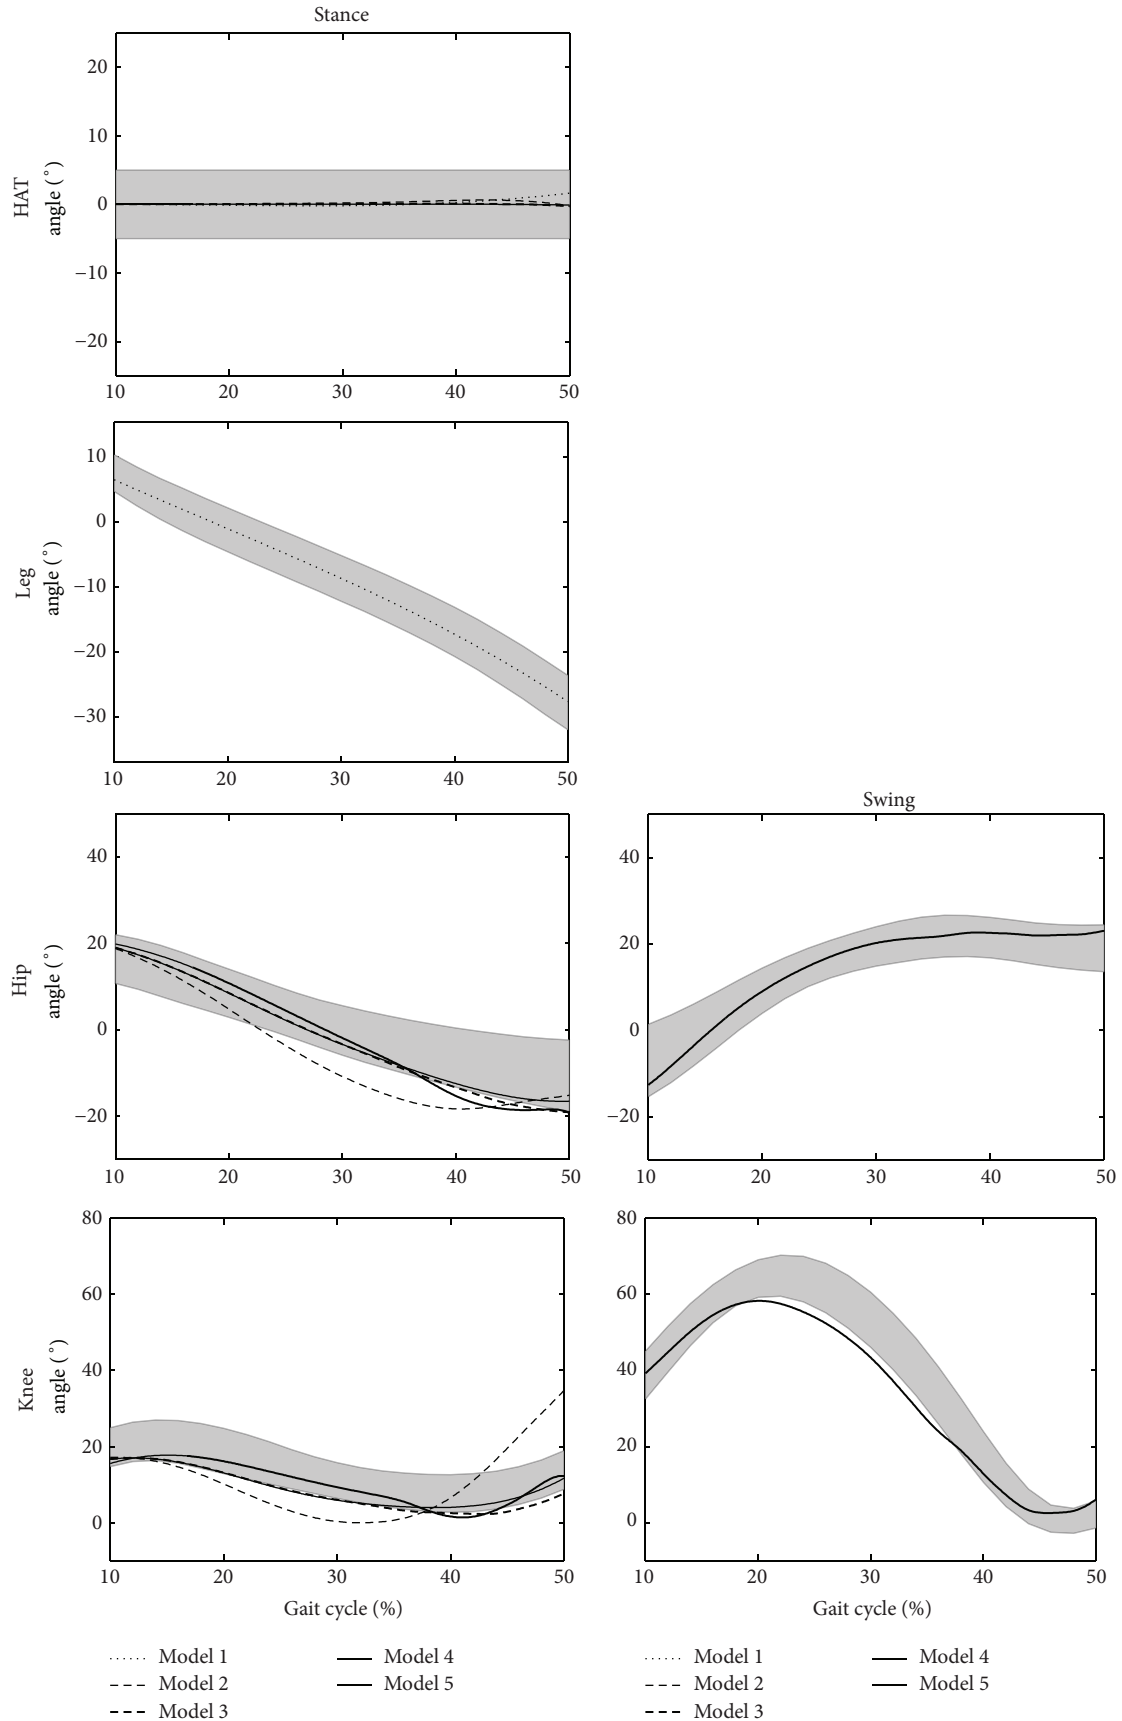 Stance
20
10
0
−10
−20
HAT
angle (°)
10 20 30 40 50
10
0
−10
−20
−30
Leg
angle (°)
10 20 30 40 50
40
20
0
−20
Hip
angle (°)
10 20 30 40 50
Swing
40
20
0
−20
10 20 30 40 50
80
60
40
20
0
Knee
angle (°)
10 20 30 40 50
Gait cycle (%)
80
60
40
20
0
10 20 30 40 50
Gait cycle (%)
Model 1
Model 2
Model 3
Model 4
Model 5
Model 1
Model 2
Model 3
Model 4
Model 5